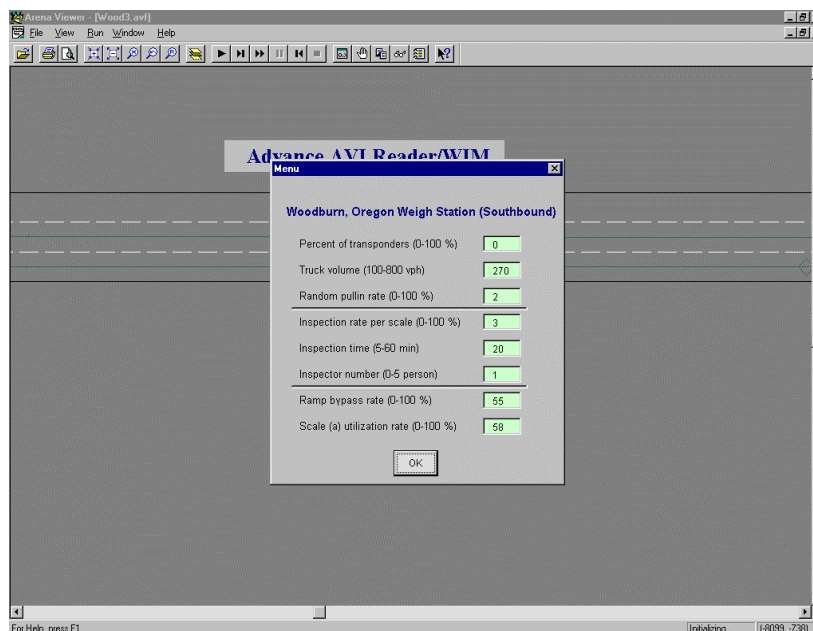 Arena Viewer - [Wood3.avf]
File View Run Window Help
Advance AVI Reader/WIM
Menu
Woodburn, Oregon Weigh Station (Southbound)
Percent of transponders (0-100 %) 0
Truck volume (100-800 vph) 270
Random pullin rate (0-100 %) 2
Inspection rate per scale (0-100 %) 3
Inspection time (5-60 min) 20
Inspector number (0-5 person) 1
Ramp bypass rate (0-100 %) 55
Scale (a) utilization rate (0-100 %) 58
OK
For Help, press F1 Initializing (-8099, -738)